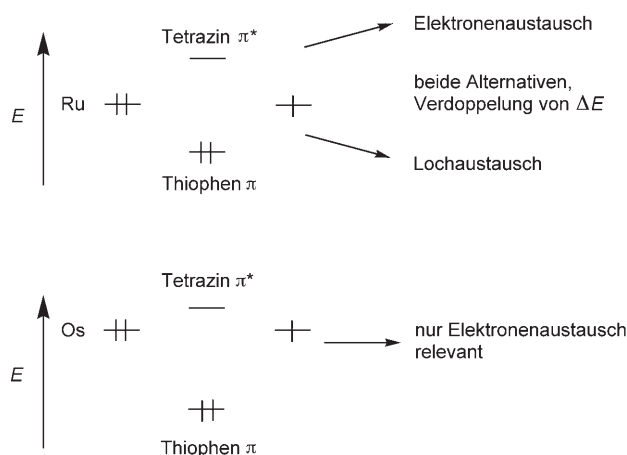 Tetrazin π*
Elektronenaustausch
E
Ru
beide Alternativen,
Verdoppelung von ΔE
Lochaustausch
Thiophen π
Tetrazin π*
E
Os
nur Elektronenaustausch
relevant
Thiophen π